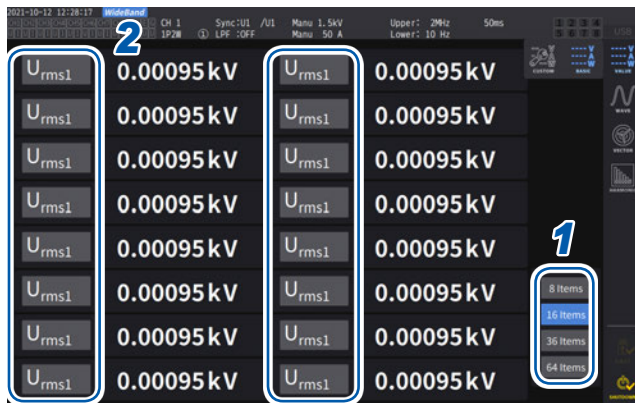 2021-10-12 12:28:17 WideBand
CH 1 Sync:U1 /U1 Manu 1.5kV Upper: 2MHz 50ms
1P2W ① LPF :OFF Manu 50 A Lower: 10 Hz
USB
2
CUSTOM BASIC VALUE
Urms1 0.00095kV Urms1 0.00095kV
Urms1 0.00095kV Urms1 0.00095kV
WAVE
Urms1 0.00095kV Urms1 0.00095kV
VECTOR
Urms1 0.00095kV Urms1 0.00095kV
Urms1 0.00095kV Urms1 0.00095kV
1
Urms1 0.00095kV Urms1 0.00095kV
8 Items
16 Items
Urms1 0.00095kV Urms1 0.00095kV
36 Items
64 Items
Urms1 0.00095kV Urms1 0.00095kV
SHUTDOWN